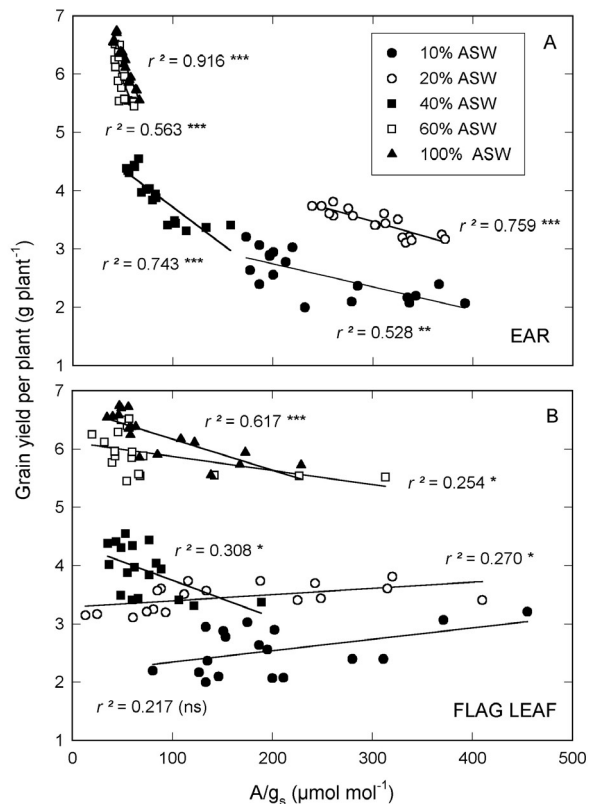 7
6
5
4
3
2
1
A
r² = 0.916 ***
10% ASW
20% ASW
40% ASW
60% ASW
100% ASW
r² = 0.563 ***
r² = 0.759 ***
r² = 0.743 ***
r² = 0.528 **
EAR
Grain yield per plant (g plant⁻¹)
7
6
5
4
3
2
1
B
r² = 0.617 ***
r² = 0.254 *
r² = 0.308 *
r² = 0.270 *
r² = 0.217 (ns)
FLAG LEAF
0 100 200 300 400 500
A/gₛ (μmol mol⁻¹)